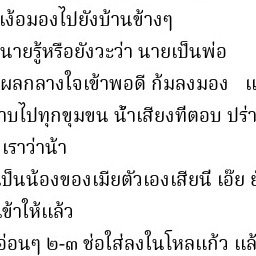 เง้อมองไปยังบ้านข้างๆ
นายรู้หรือยังวะว่า นายเป็นพ่อ
ผลกลางใจเข้าพอดี ก้มลงมอง
าบไปทุกขุมขน น้ำเสียงที่ตอบ ปร่า
เราว่าน้า
เป็นน้องของเมียตัวเองเสียนี่ เอ๊ย
เข้าให้แล้ว
อ่อนๆ ๒-๓ ช่อใส่ลงในโหลแก้ว แล้